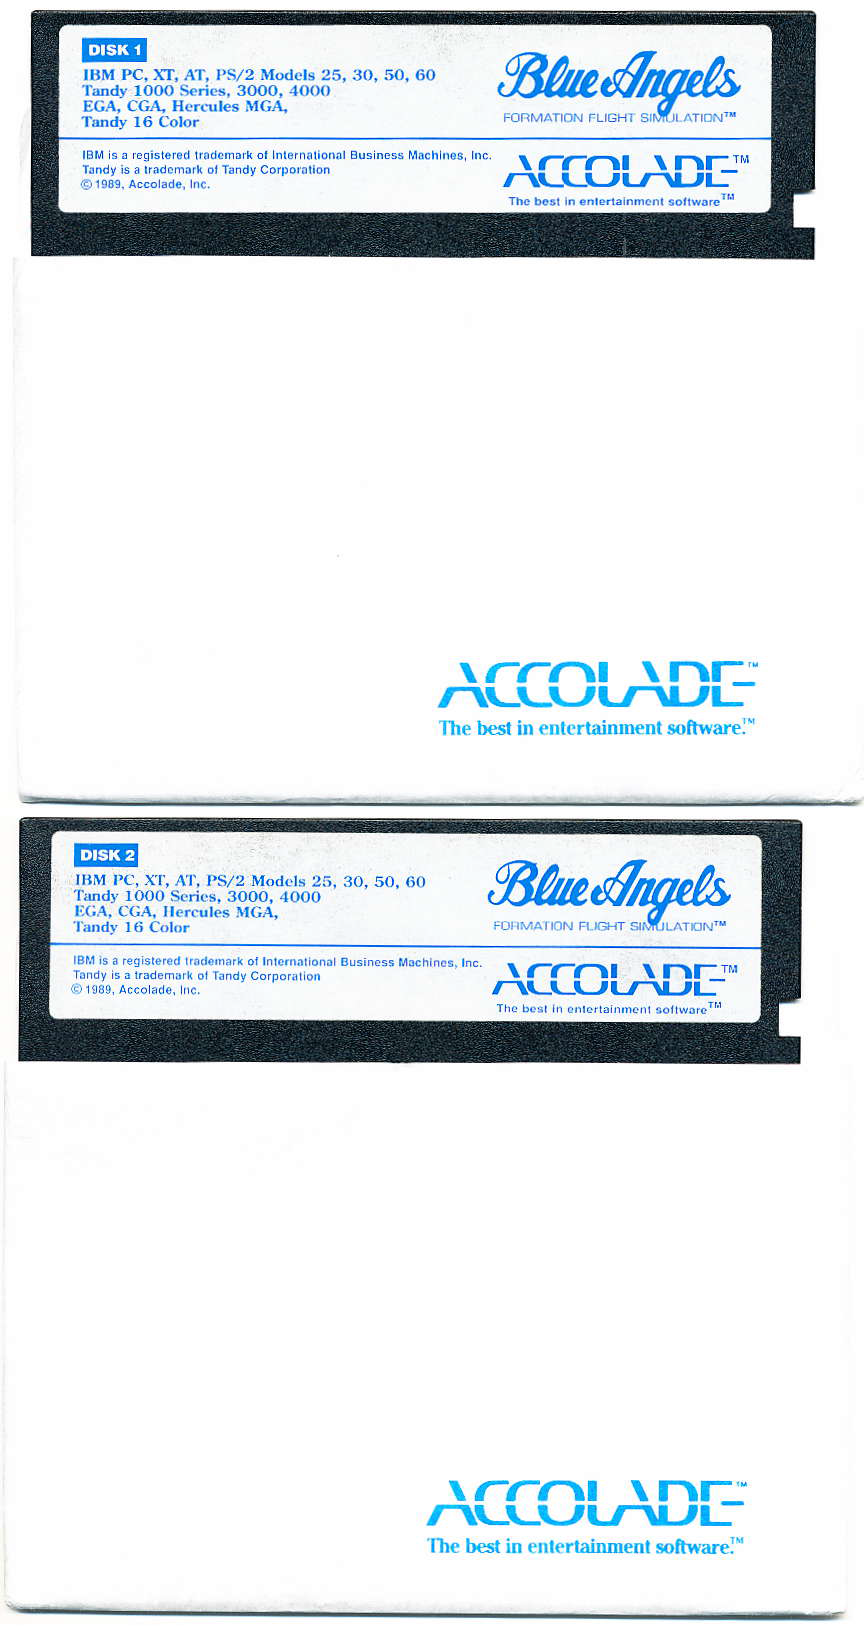 DISK 1
IBM PC, XT, AT, PS/2 Models 25, 30, 50, 60
Tandy 1000 Series, 3000, 4000
EGA, CGA, Hercules MGA,
Tandy 16 Color
Blue Angels
FORMATION FLIGHT SIMULATION™
IBM is a registered trademark of International Business Machines, Inc.
Tandy is a trademark of Tandy Corporation
© 1989, Accolade, Inc.
ACCOLADE™
The best in entertainment software™
ACCOLADE™
The best in entertainment software.™
DISK 2
IBM PC, XT, AT, PS/2 Models 25, 30, 50, 60
Tandy 1000 Series, 3000, 4000
EGA, CGA, Hercules MGA,
Tandy 16 Color
Blue Angels
FORMATION FLIGHT SIMULATION™
IBM is a registered trademark of International Business Machines, Inc.
Tandy is a trademark of Tandy Corporation
© 1989, Accolade, Inc.
ACCOLADE™
The best in entertainment software™
ACCOLADE™
The best in entertainment software.™